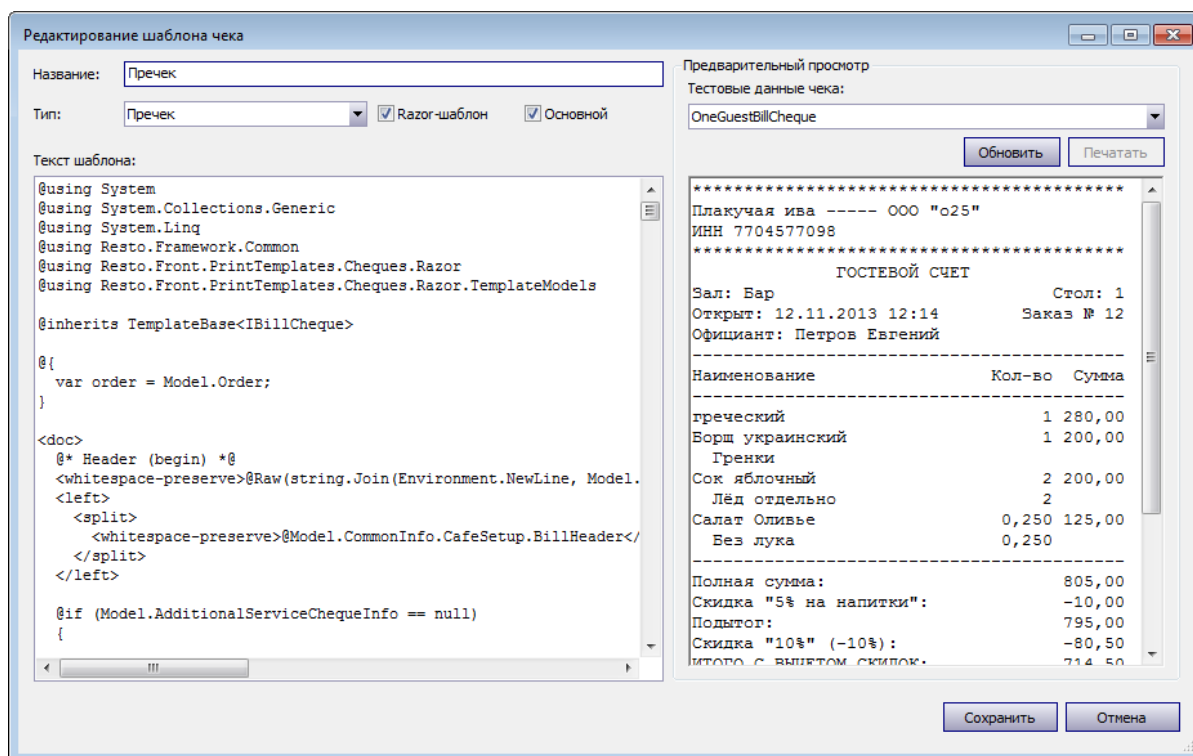 Редактирование шаблона чека
Название: Пречек
Тип: Пречек Razor-шаблон Основной
Текст шаблона:
@using System
@using System.Collections.Generic
@using System.Linq
@using Resto.Framework.Common
@using Resto.Front.PrintTemplates.Cheques.Razor
@using Resto.Front.PrintTemplates.Cheques.Razor.TemplateModels
@inherits TemplateBase<IBillCheque>
@{
var order = Model.Order;
}
<doc>
@* Header (begin) *@
<whitespace-preserve>@Raw(string.Join(Environment.NewLine, Model.
<left>
<split>
<whitespace-preserve>@Model.CommonInfo.CafeSetup.BillHeader</
</split>
</left>
@if (Model.AdditionalServiceChequeInfo == null)
{
Предварительный просмотр
Тестовые данные чека:
OneGuestBillCheque
Обновить Печатать
******************************************
Плакучая ива ----- ООО "о25"
ИНН 7704577098
******************************************
ГОСТЕВОЙ СЧЕТ
Зал: Бар Стол: 1
Открыт: 12.11.2013 12:14 Заказ № 12
Официант: Петров Евгений
------------------------------------------
Наименование Кол-во Сумма
------------------------------------------
греческий 1 280,00
Борщ украинский 1 200,00
Гренки
Сок яблочный 2 200,00
Лёд отдельно 2
Салат Оливье 0,250 125,00
Без лука 0,250
------------------------------------------
Полная сумма: 805,00
Скидка "5% на напитки": -10,00
Подытог: 795,00
Скидка "10%" (-10%): -80,50
ИТОГО С ВЫЧЕТОМ СКИДОК: 714,50
Сохранить Отмена